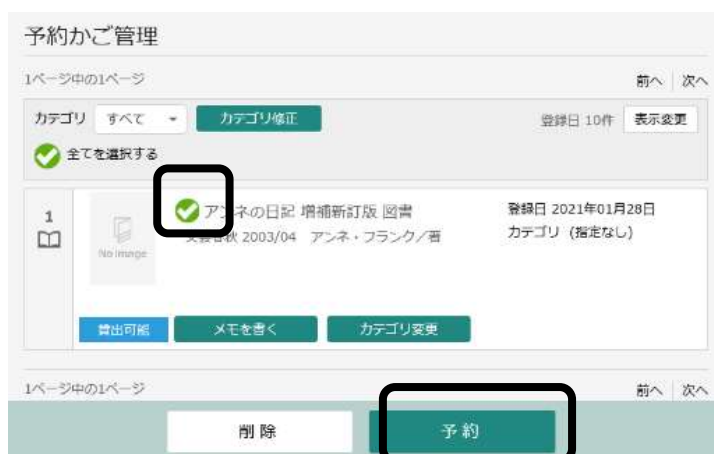 予約かご管理
1ページ中の1ページ 前へ 次へ
カテゴリ すべて カテゴリ修正 登録日 10件 表示変更
全てを選択する
1 アンネの日記 増補新訂版 図書 登録日 2021年01月28日
文藝春秋 2003/04 アンネ・フランク/著 カテゴリ (指定なし)
No Image
貸出可能 メモを書く カテゴリ変更
1ページ中の1ページ 前へ 次へ
削除 予約